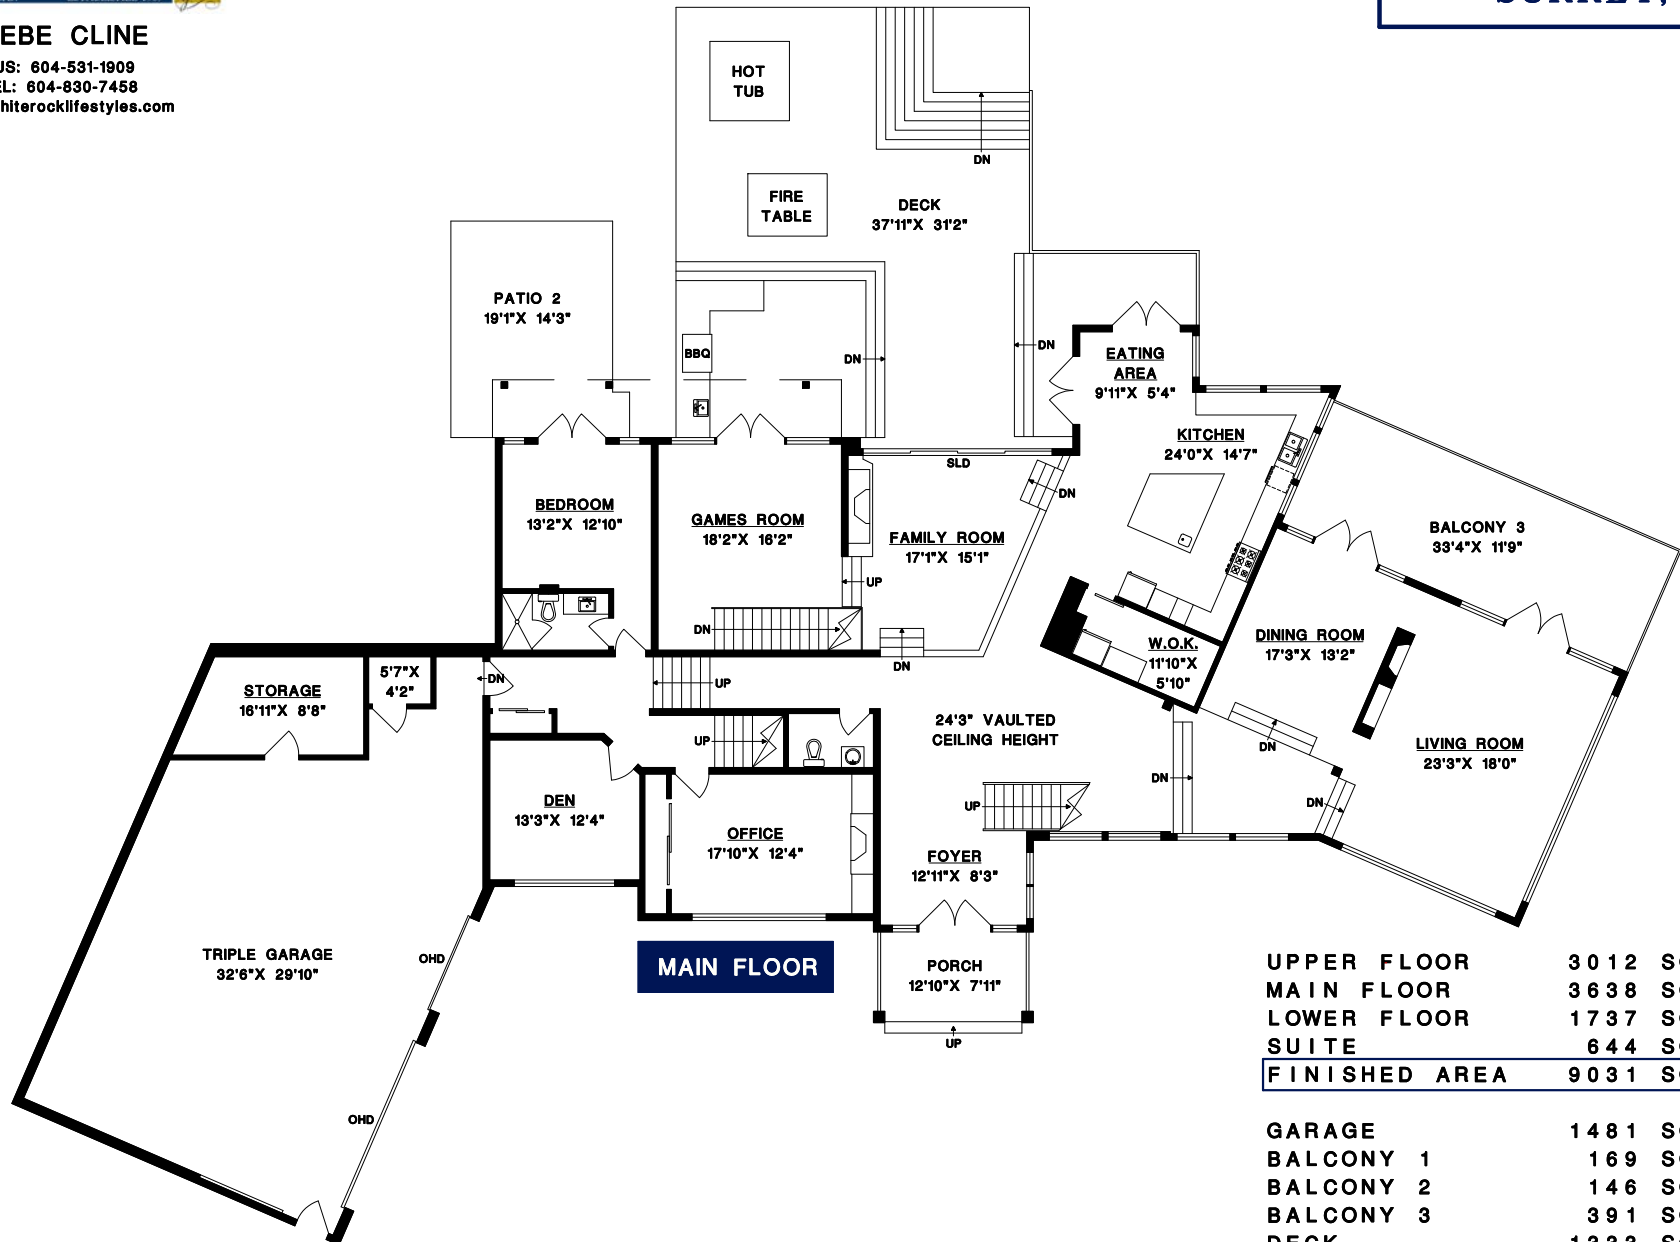 EBE CLINE
US: 604-531-1909
EL: 604-830-7458
hiterocklifestyles.com
HOT
TUB
DN
FIRE
TABLE
DECK
37'11"X 31'2"
PATIO 2
19'1"X 14'3"
BBQ
DN
DN
EATING
AREA
9'11"X 5'4"
KITCHEN
24'0"X 14'7"
SLD
DN
BEDROOM
13'2"X 12'10"
GAMES ROOM
18'2"X 16'2"
FAMILY ROOM
17'1"X 15'1"
BALCONY 3
33'4"X 11'9"
UP
DN
DN
W.O.K.
11'10"X
5'10"
DINING ROOM
17'3"X 13'2"
STORAGE
16'11"X 8'8"
5'7"X
4'2"
DN
UP
UP
24'3" VAULTED
CEILING HEIGHT
DN
LIVING ROOM
23'3"X 18'0"
DN
DN
UP
DEN
13'3"X 12'4"
OFFICE
17'10"X 12'4"
FOYER
12'11"X 8'3"
TRIPLE GARAGE
32'6"X 29'10"
OHD
OHD
MAIN FLOOR
PORCH
12'10"X 7'11"
UP
UPPER FLOOR 3012 S
MAIN FLOOR 3638 S
LOWER FLOOR 1737 S
SUITE 644 S
FINISHED AREA 9031 S
GARAGE 1481 S
BALCONY 1 169 S
BALCONY 2 146 S
BALCONY 3 391 S